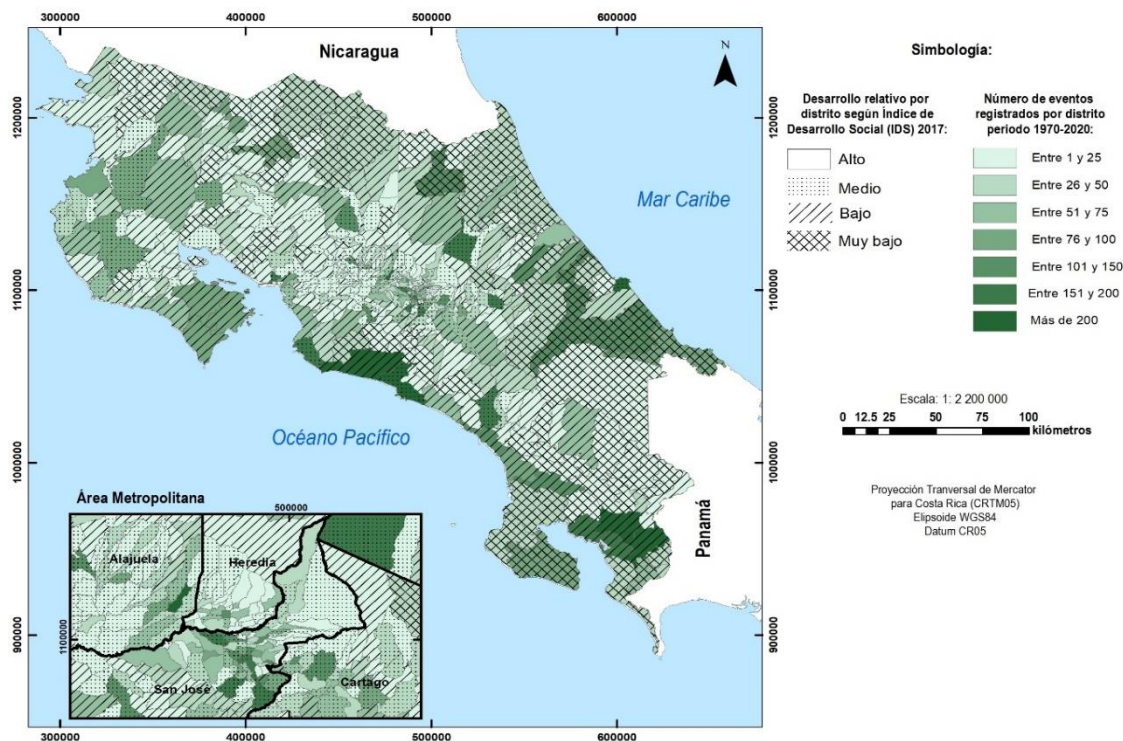 300000 400000 500000 600000
Nicaragua
N
1200000
1200000
Mar Caribe
1100000
1100000
Océano Pacífico
1000000
1000000
Panamá
900000
900000
Área Metropolitana
500000
Alajuela
Heredia
1100000
San José
Cartago
500000
300000 400000 500000 600000
Simbología:
Desarrollo relativo por
distrito según Índice de
Desarrollo Social (IDS) 2017:
Alto
Medio
Bajo
Muy bajo
Número de eventos
registrados por distrito
periodo 1970-2020:
Entre 1 y 25
Entre 26 y 50
Entre 51 y 75
Entre 76 y 100
Entre 101 y 150
Entre 151 y 200
Más de 200
Escala: 1: 2 200 000
0 12.5 25 50 75 100
kilómetros
Proyección Tranversal de Mercator
para Costa Rica (CRTM05)
Elipsoide WGS84
Datum CR05